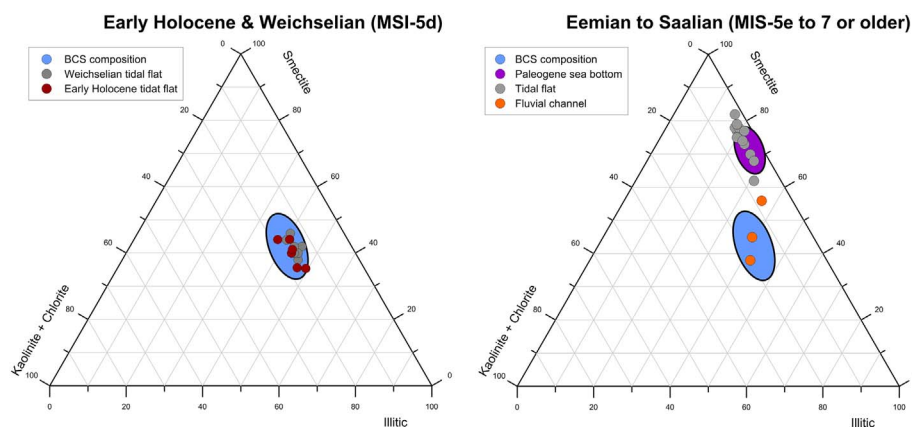 Early Holocene & Weichselian (MSI-5d)
BCS composition
Weichselian tidal flat
Early Holocene tidal flat
0
100
Smectite
20
80
40
60
60
40
80
20
Kaolinite + Chlorite
100
0
0
20
40
60
80
100
Illitic
Eemian to Saalian (MIS-5e to 7 or older)
BCS composition
Paleogene sea bottom
Tidal flat
Fluvial channel
0
100
Smectite
20
80
40
60
60
40
80
20
Kaolinite + Chlorite
100
0
0
20
40
60
80
100
Illitic